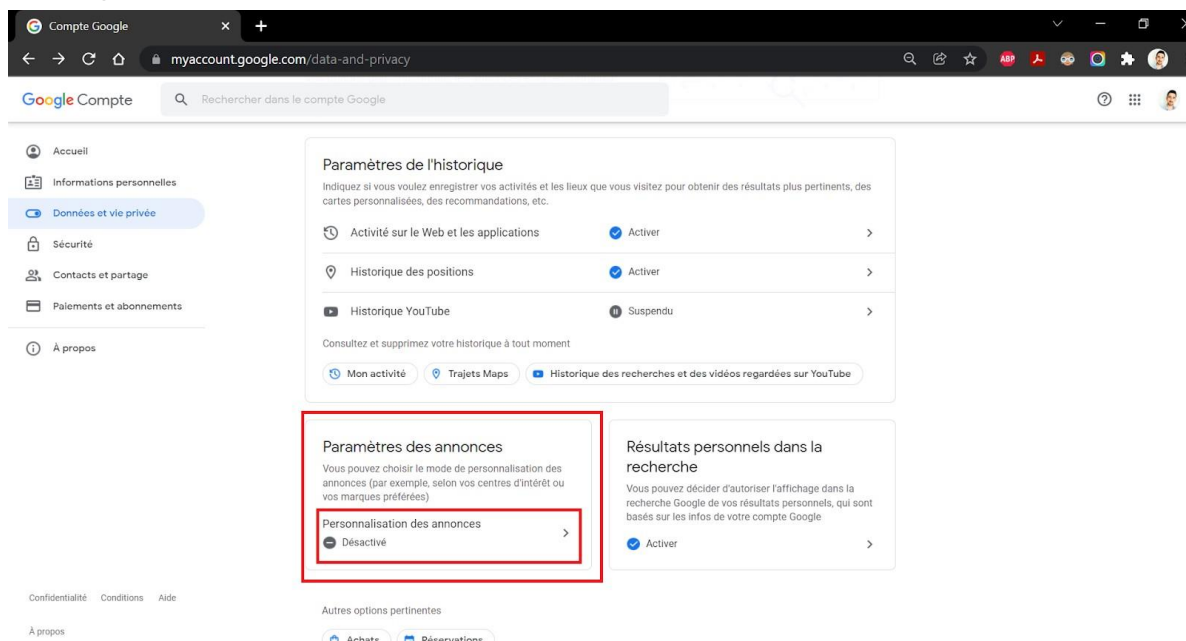 Compte Google
myaccount.google.com/data-and-privacy
ABP
Google Compte
Rechercher dans le compte Google
Accueil
Informations personnelles
Données et vie privée
Sécurité
Contacts et partage
Paiements et abonnements
À propos
Paramètres de l'historique
Indiquez si vous voulez enregistrer vos activités et les lieux que vous visitez pour obtenir des résultats plus pertinents, des
cartes personnalisées, des recommandations, etc.
Activité sur le Web et les applications Activer
Historique des positions Activer
Historique YouTube Suspendu
Consultez et supprimez votre historique à tout moment
Mon activité Trajets Maps Historique des recherches et des vidéos regardées sur YouTube
Paramètres des annonces
Vous pouvez choisir le mode de personnalisation des
annonces (par exemple, selon vos centres d'intérêt ou
vos marques préférées)
Personnalisation des annonces
Désactivé
Résultats personnels dans la
recherche
Vous pouvez décider d'autoriser l'affichage dans la
recherche Google de vos résultats personnels, qui sont
basés sur les infos de votre compte Google
Activer
Autres options pertinentes
Achats Réservations
Confidentialité Conditions Aide
À propos